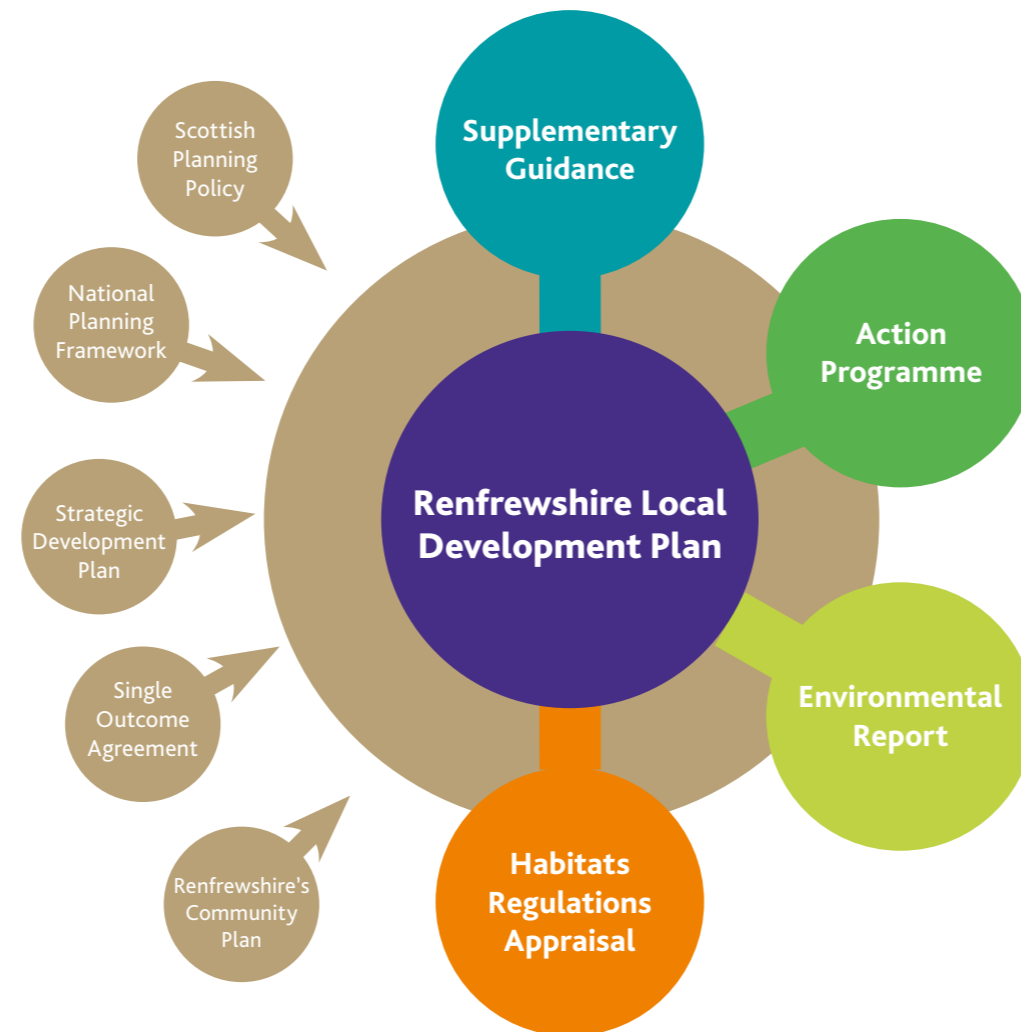 Scottish
Planning
Policy
National
Planning
Framework
Strategic
Development
Plan
Single
Outcome
Agreement
Renfrewshire’s
Community
Plan
Supplementary
Guidance
Action
Programme
Renfrewshire Local
Development Plan
Environmental
Report
Habitats
Regulations
Appraisal